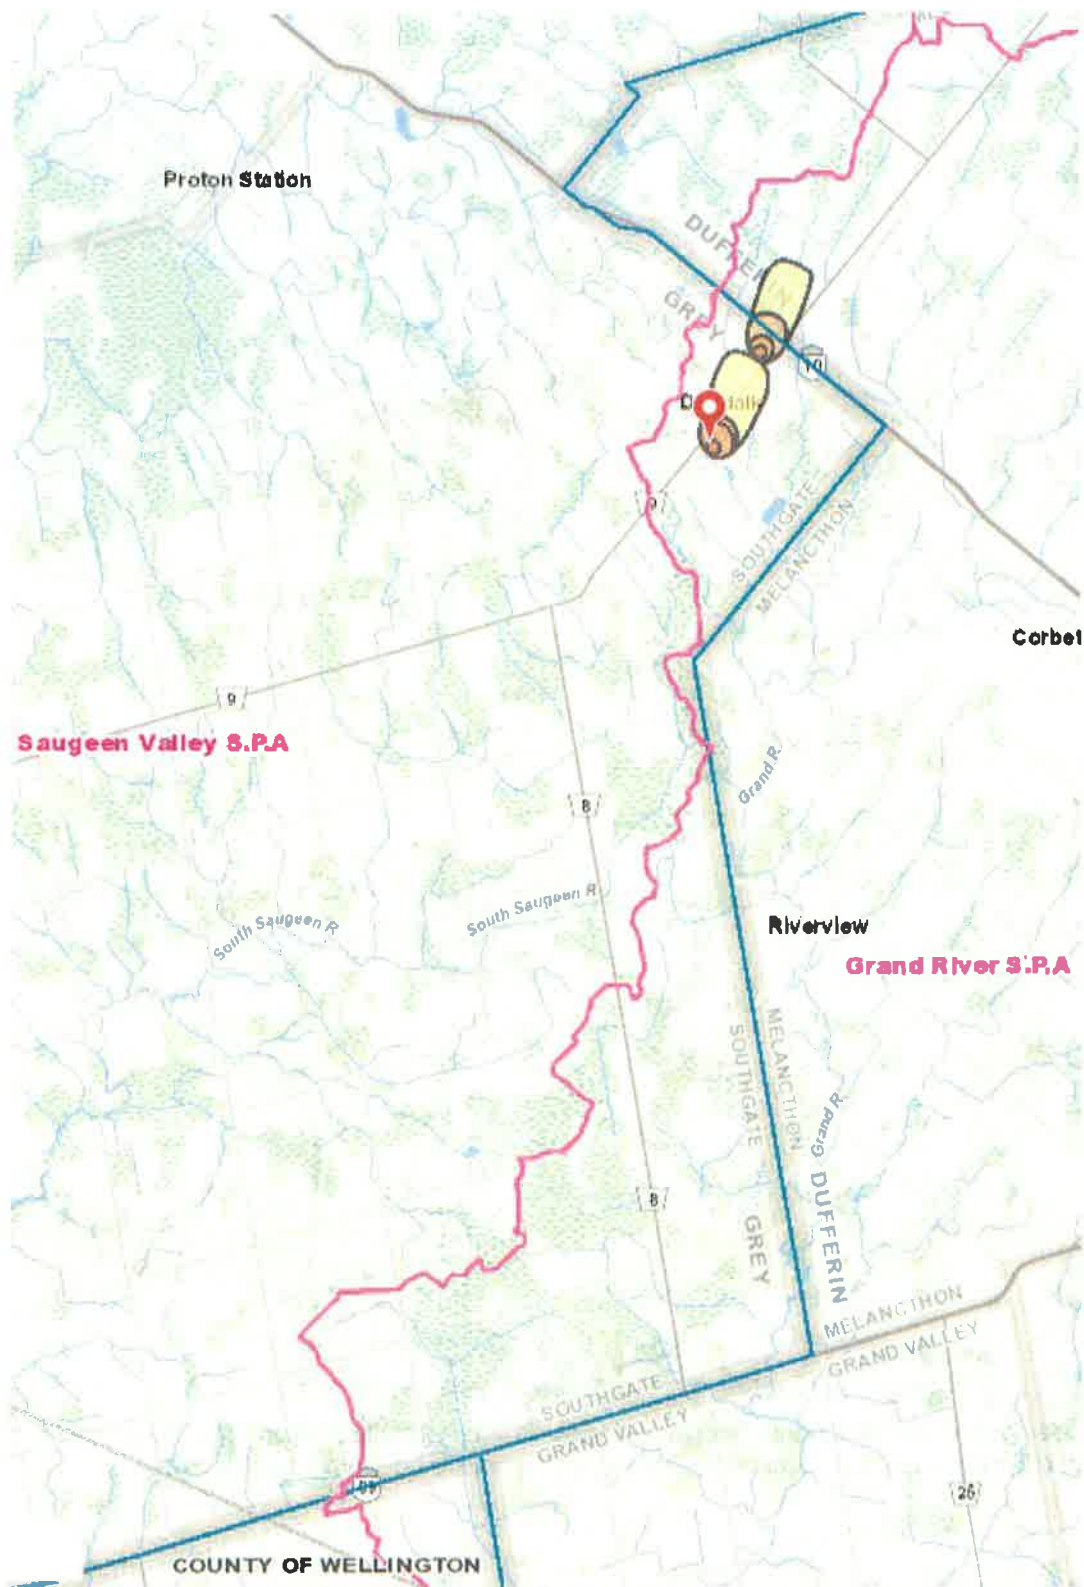 Proton Station
DUFFERIN
GREY
10
9
SOUTHGATE
MELANCTHON
Corbet
9
Saugeen Valley S.P.A
Grand R.
8
South Saugeen R
South Saugeen R
Riverview
Grand River S.P.A
MELANCTHON
SOUTHGATE
Grand R.
8
GREY
DUFFERIN
MELANCTHON
GRAND VALLEY
SOUTHGATE
GRAND VALLEY
25
COUNTY OF WELLINGTON